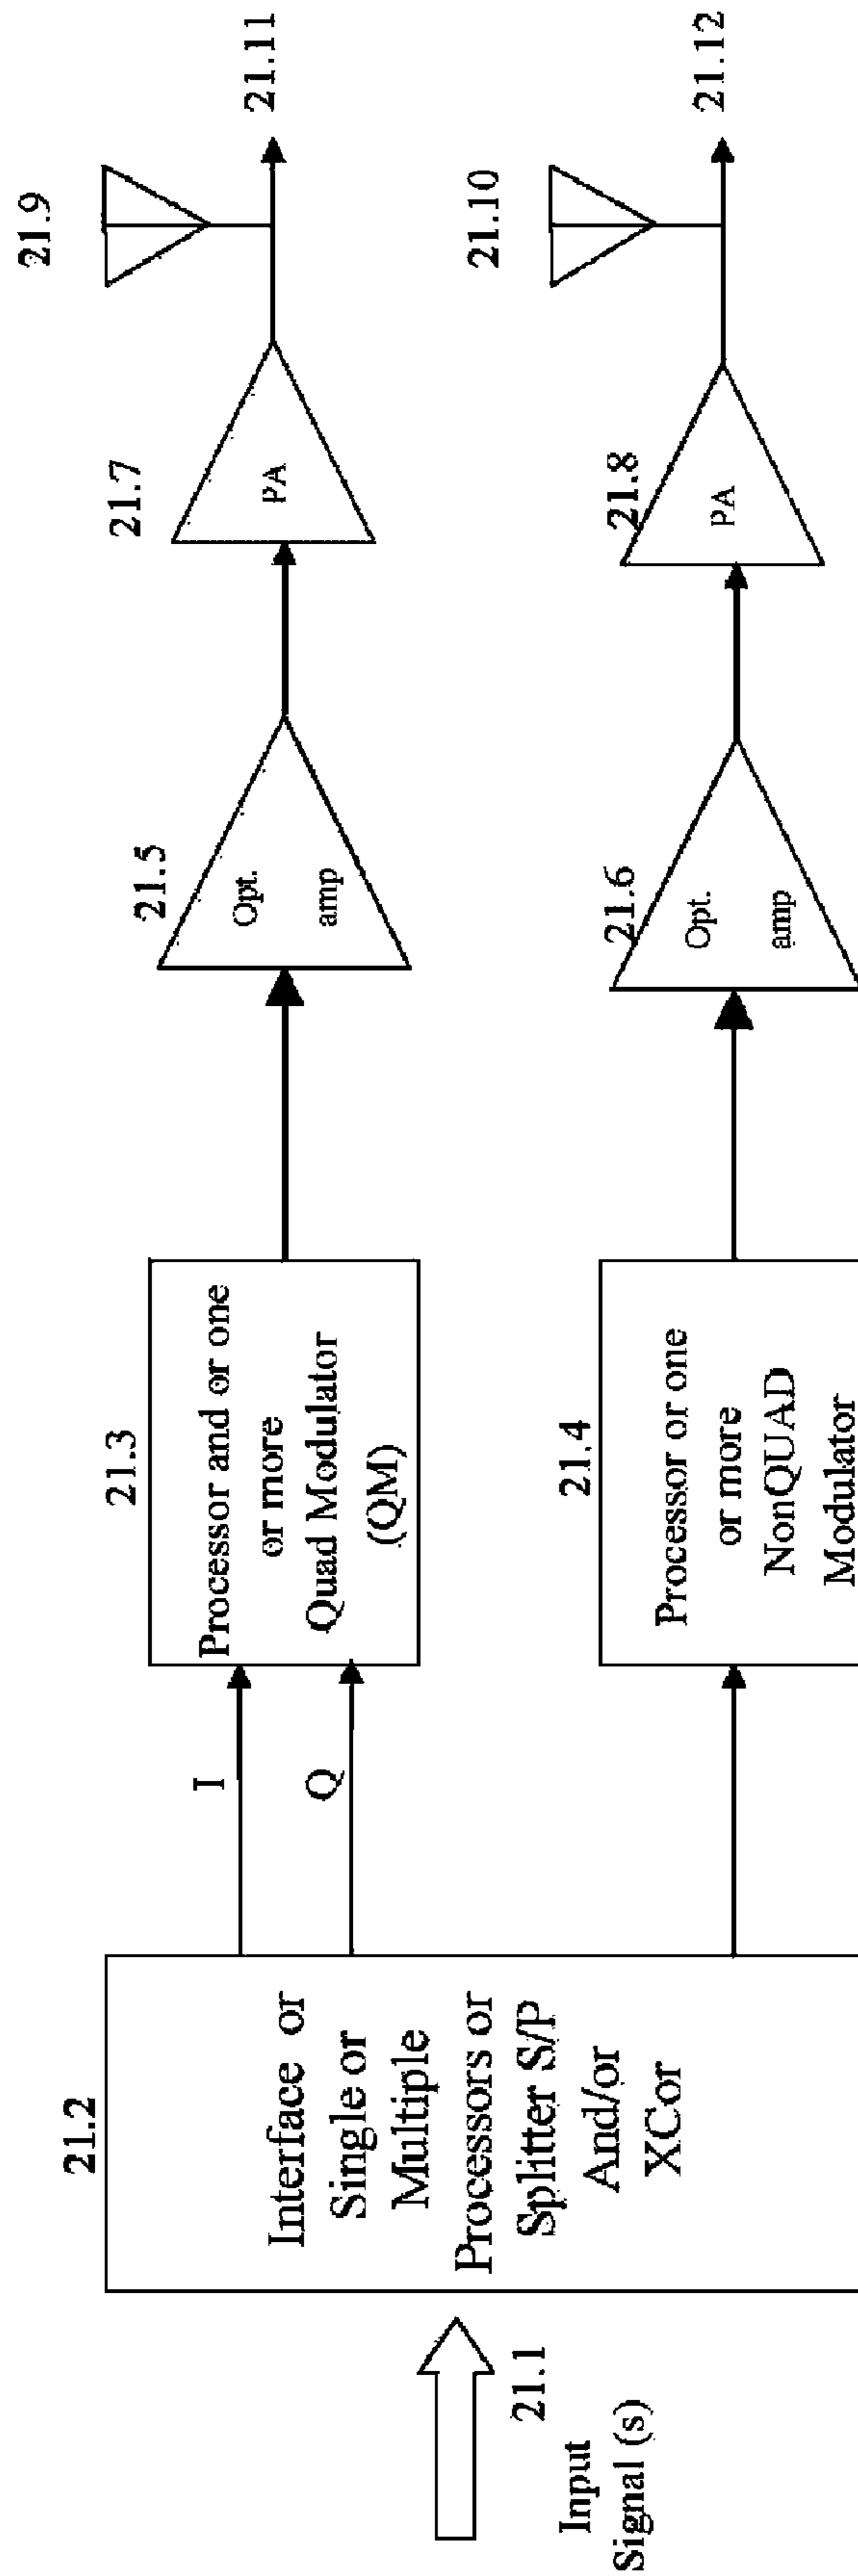 21.1
Input
Signal (s)
21.2
Interface or
Single or
Multiple
Processors or
Splitter S/P
And/or
XCor
I
Q
21.3
Processor and or one
or more
Quad Modulator
(QM)
21.4
Processor or one
or more
NonQUAD
Modulator
21.5
Opt.
amp
21.6
Opt.
amp
21.7
PA
21.8
PA
21.9
21.10
21.11
21.12